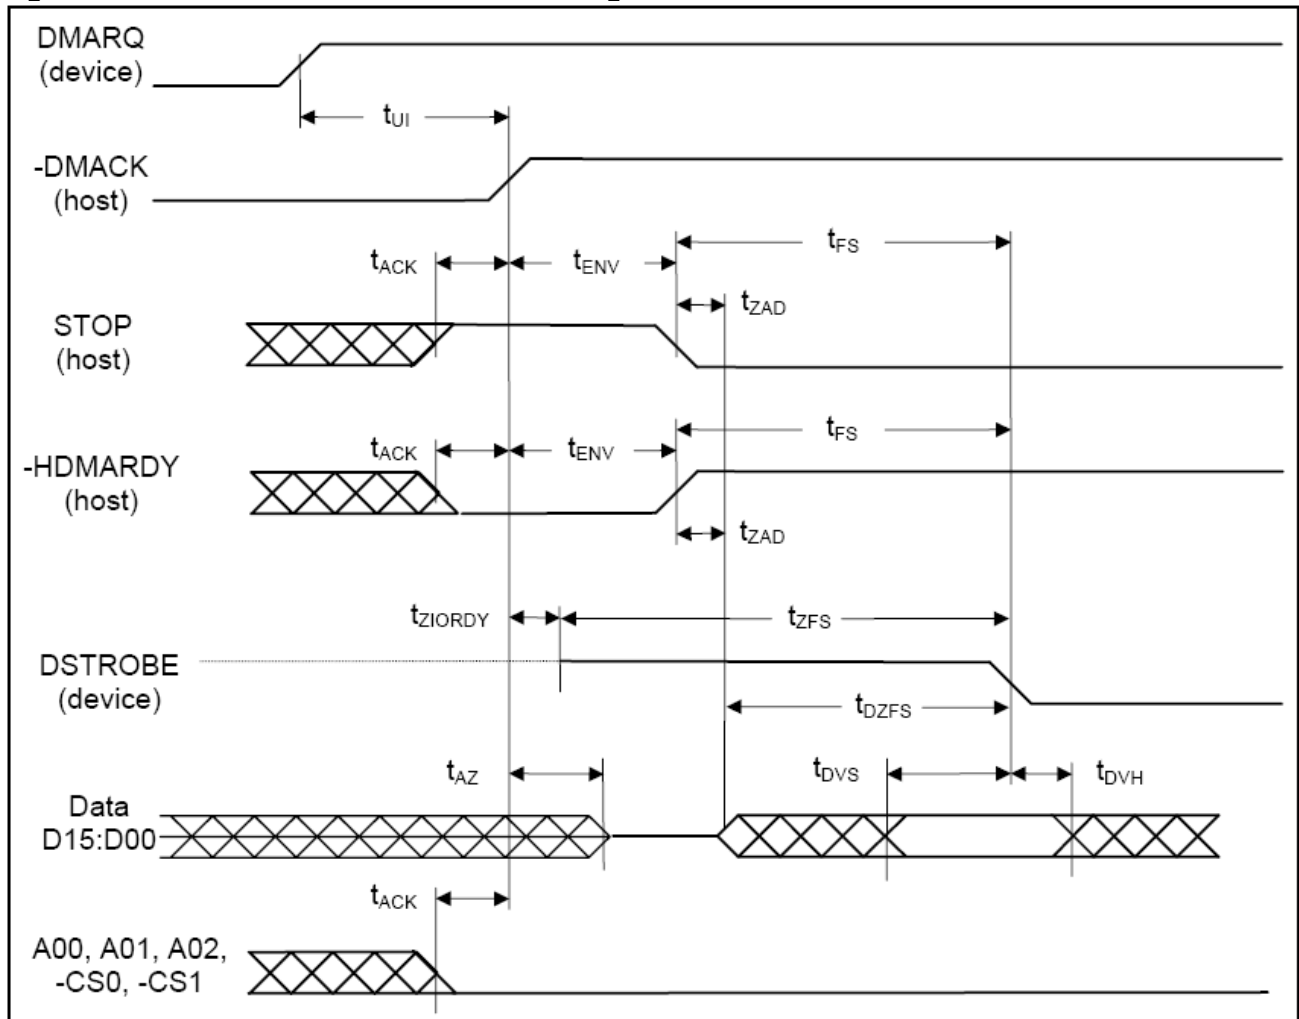 DMARQ
(device)
tUI
-DMACK
(host)
tFS
tACK
tENV
tZAD
STOP
(host)
tFS
tACK
tENV
-HDMARDY
(host)
tZAD
tZIORDY
tZFS
DSTROBE
(device)
tDZFS
tAZ
tDVS
tDVH
Data
D15:D00
tACK
A00, A01, A02,
-CS0, -CS1